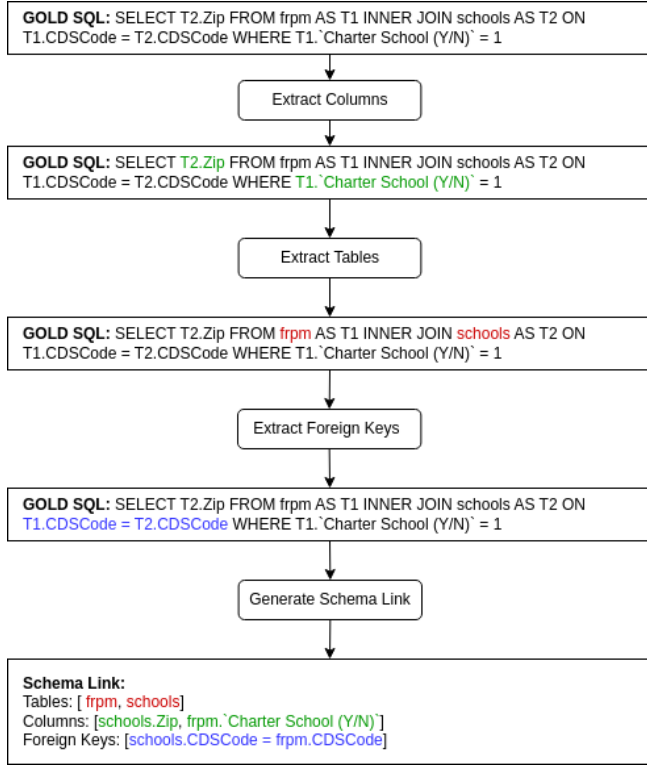 GOLD SQL: SELECT T2.Zip FROM frpm AS T1 INNER JOIN schools AS T2 ON
T1.CDSCode = T2.CDSCode WHERE T1.`Charter School (Y/N)` = 1
Extract Columns
GOLD SQL: SELECT T2.Zip FROM frpm AS T1 INNER JOIN schools AS T2 ON
T1.CDSCode = T2.CDSCode WHERE T1.`Charter School (Y/N)` = 1
Extract Tables
GOLD SQL: SELECT T2.Zip FROM frpm AS T1 INNER JOIN schools AS T2 ON
T1.CDSCode = T2.CDSCode WHERE T1.`Charter School (Y/N)` = 1
Extract Foreign Keys
GOLD SQL: SELECT T2.Zip FROM frpm AS T1 INNER JOIN schools AS T2 ON
T1.CDSCode = T2.CDSCode WHERE T1.`Charter School (Y/N)` = 1
Generate Schema Link
Schema Link:
Tables: [ frpm, schools]
Columns: [schools.Zip, frpm.`Charter School (Y/N)`]
Foreign Keys: [schools.CDSCode = frpm.CDSCode]